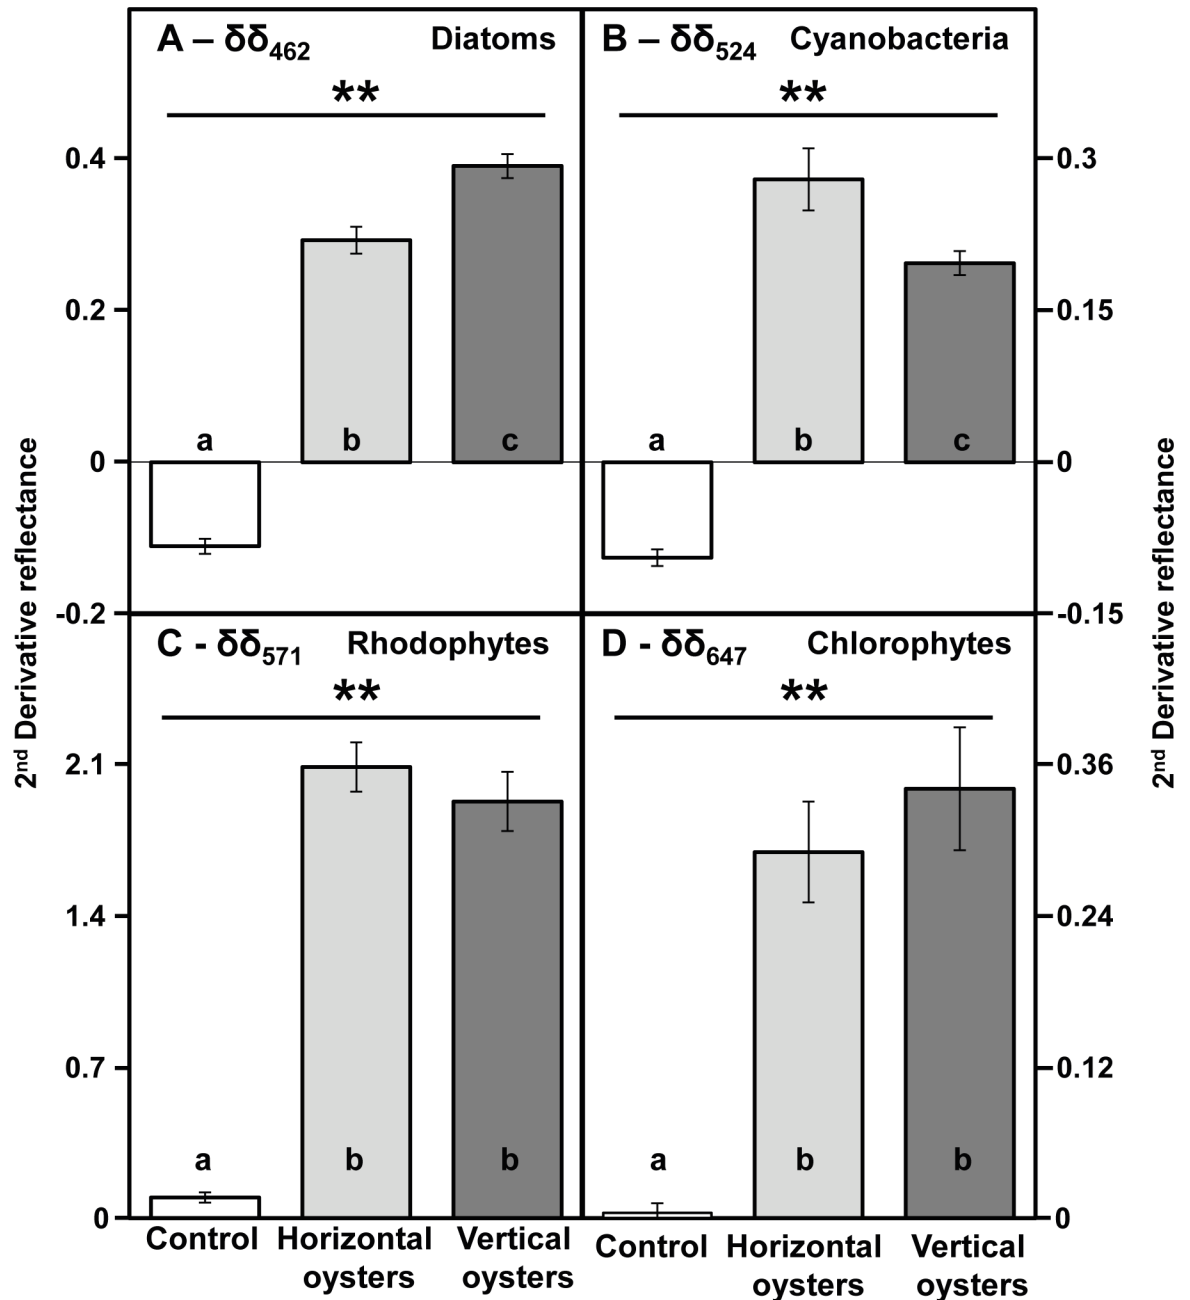 A – δδ462 Diatoms
**
0.4
0.2
0
-0.2
a
b
c
B – δδ524 Cyanobacteria
**
0.3
0.15
0
-0.15
a
b
c
2nd Derivative reflectance
2nd Derivative reflectance
C - δδ571 Rhodophytes
**
2.1
1.4
0.7
0
a
b
b
D - δδ647 Chlorophytes
**
0.36
0.24
0.12
0
a
b
b
Control
Horizontal
oysters
Vertical
oysters
Control
Horizontal
oysters
Vertical
oysters